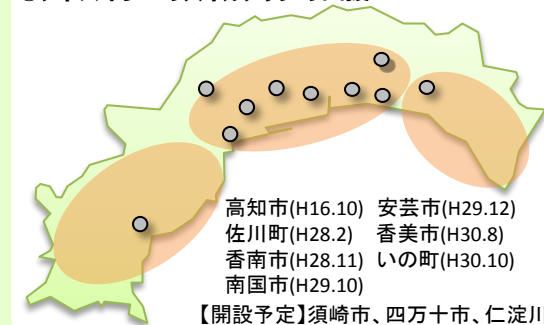 高知市(H16.10) 安芸市(H29.12)
佐川町(H28.2) 香美市(H30.8)
香南市(H28.11) いの町(H30.10)
南国市(H29.10)
【開設予定】須崎市、四万十市、仁淀川